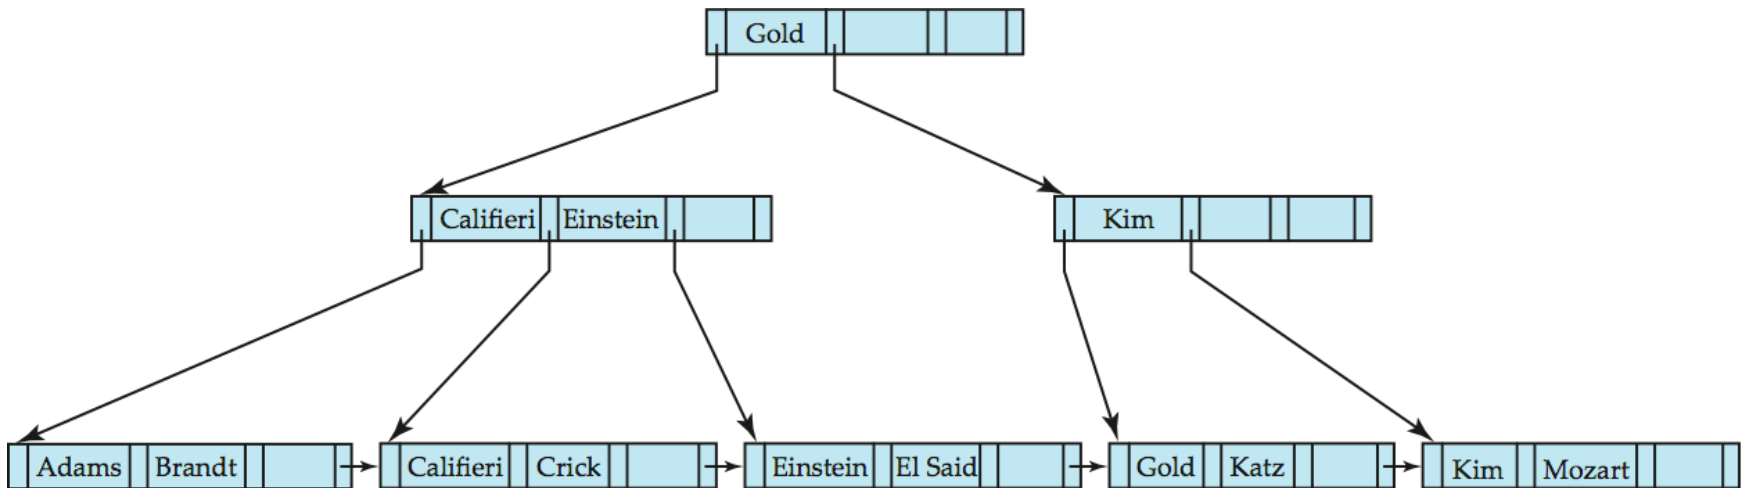 Gold
Califieri Einstein
Kim
Adams Brandt
Califieri Crick
Einstein El Said
Gold Katz
Kim Mozart